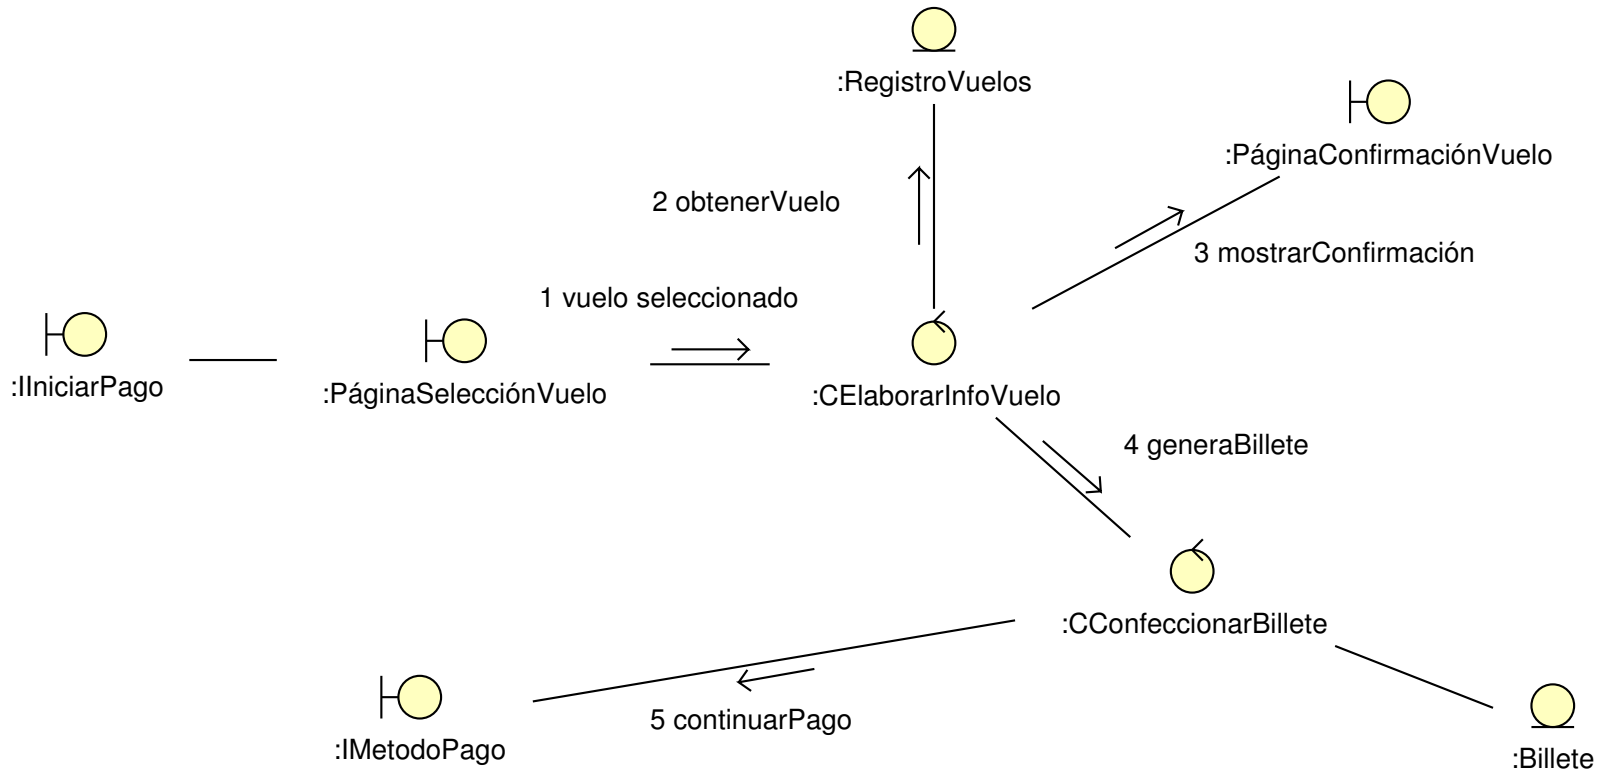 :RegistroVuelos
:PáginaConfirmaciónVuelo
2 obtenerVuelo
3 mostrarConfirmación
1 vuelo seleccionado
:IIniciarPago
:PáginaSelecciónVuelo
:CElaborarInfoVuelo
4 generaBillete
:CConfeccionarBillete
5 continuarPago
:IMetodoPago
:Billete